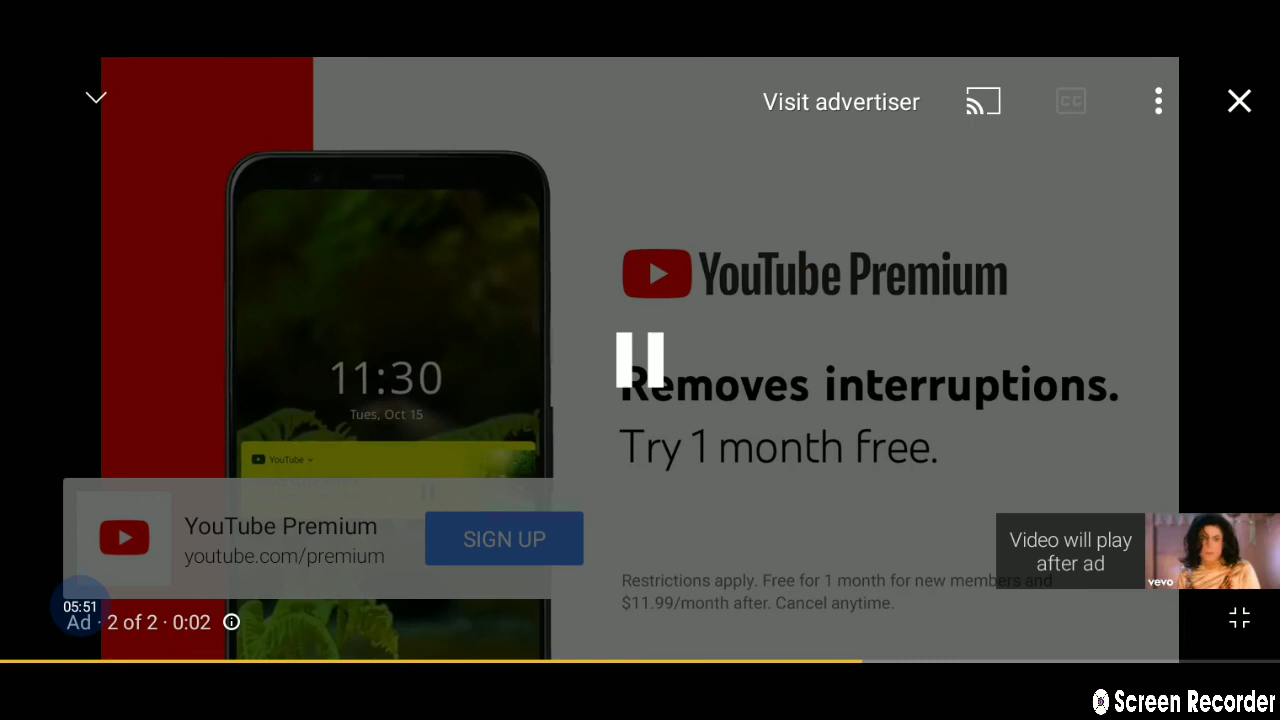 Visit advertiser
CC
YouTube Premium
11:30
Tues, Oct 15
Removes interruptions.
Try 1 month free.
YouTube
YouTube Premium
youtube.com/premium
SIGN UP
Video will play
after ad
vevo
Restrictions apply. Free for 1 month for new members and
$11.99/month after. Cancel anytime.
05:51
Ad · 2 of 2 · 0:02
Screen Recorder